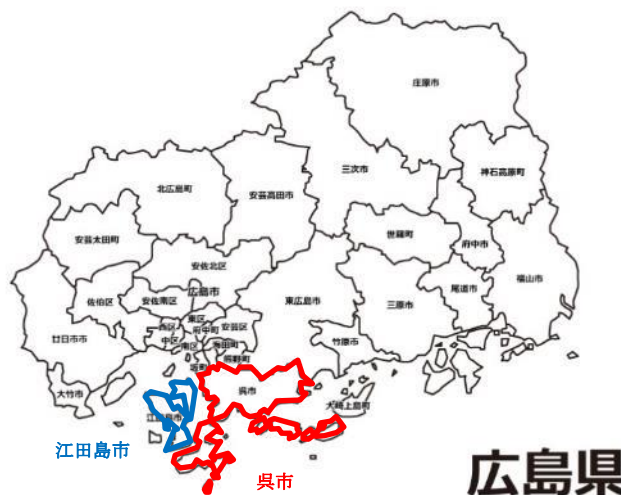 庄原市
三次市
神石高原町
北広島町
安芸高田市
世羅町
府中市
安芸太田町
安佐北区
福山市
広島市
尾道市
佐伯区
安佐南区
東広島市
三原市
東区
西区
府中町
安芸区
廿日市市
中区
南区
海田町
竹原市
熊野町
坂町
大竹市
呉市
大崎上島町
江田島市
江田島市
呉市
広島県